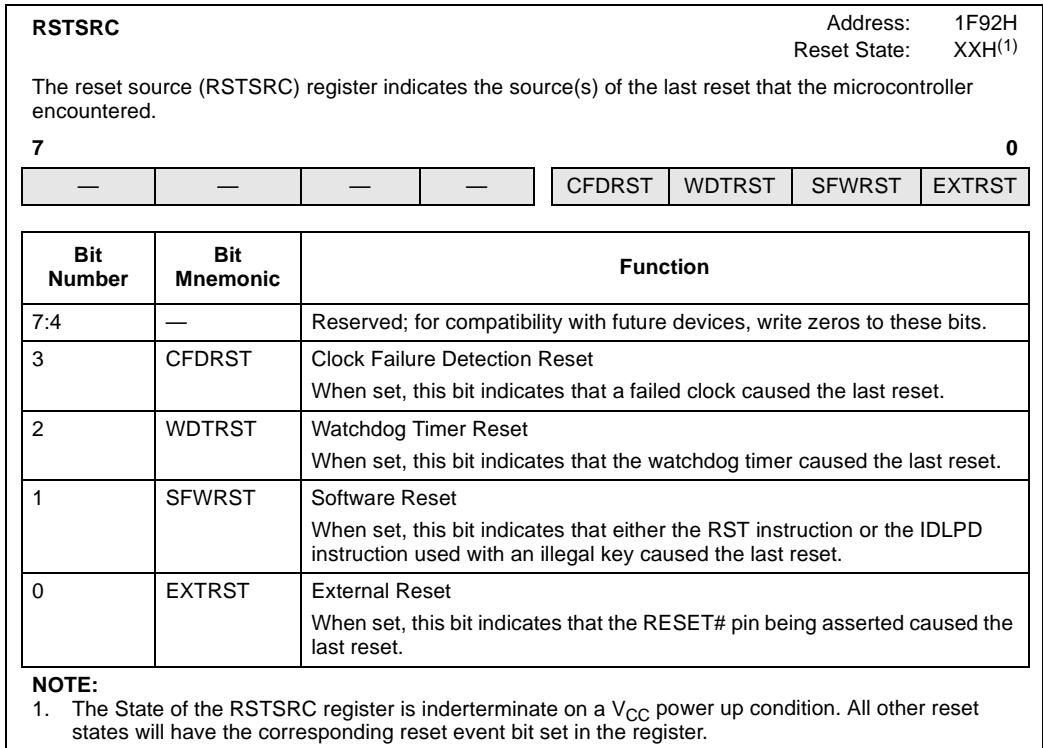 RSTSRC Address: 1F92H
Reset State: XXH(1)
The reset source (RSTSRC) register indicates the source(s) of the last reset that the microcontroller
encountered.
7 0
— — — — CFDRST WDTRST SFWRST EXTRST
Bit Number Bit Mnemonic Function
7:4 — Reserved; for compatibility with future devices, write zeros to these bits.
3 CFDRST Clock Failure Detection Reset
When set, this bit indicates that a failed clock caused the last reset.
2 WDTRST Watchdog Timer Reset
When set, this bit indicates that the watchdog timer caused the last reset.
1 SFWRST Software Reset
When set, this bit indicates that either the RST instruction or the IDLPD
instruction used with an illegal key caused the last reset.
0 EXTRST External Reset
When set, this bit indicates that the RESET# pin being asserted caused the
last reset.
NOTE:
1. The State of the RSTSRC register is inderterminate on a VCC power up condition. All other reset
states will have the corresponding reset event bit set in the register.